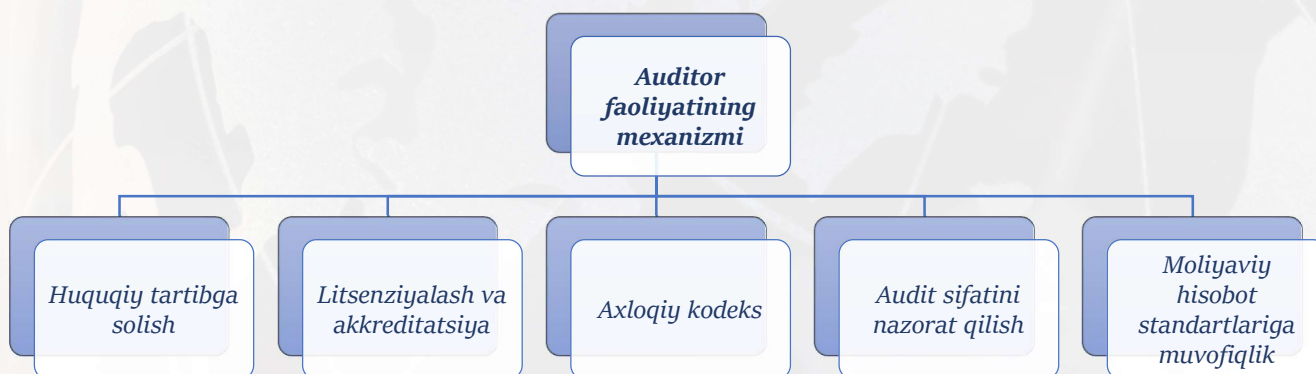 Auditor
faoliyatining
mexanizmi
Huquqiy tartibga
solish
Litsenziyalash va
akkreditatsiya
Axloqiy kodeks
Audit sifatini
nazorat qilish
Moliyaviy
hisobot
standartlariga
muvofiqlik